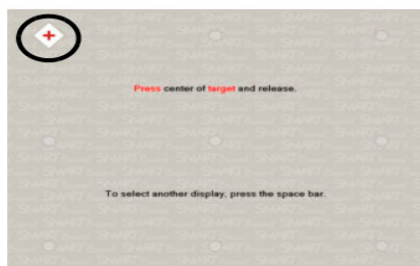 Press center of target and release.
To select another display, press the space bar.